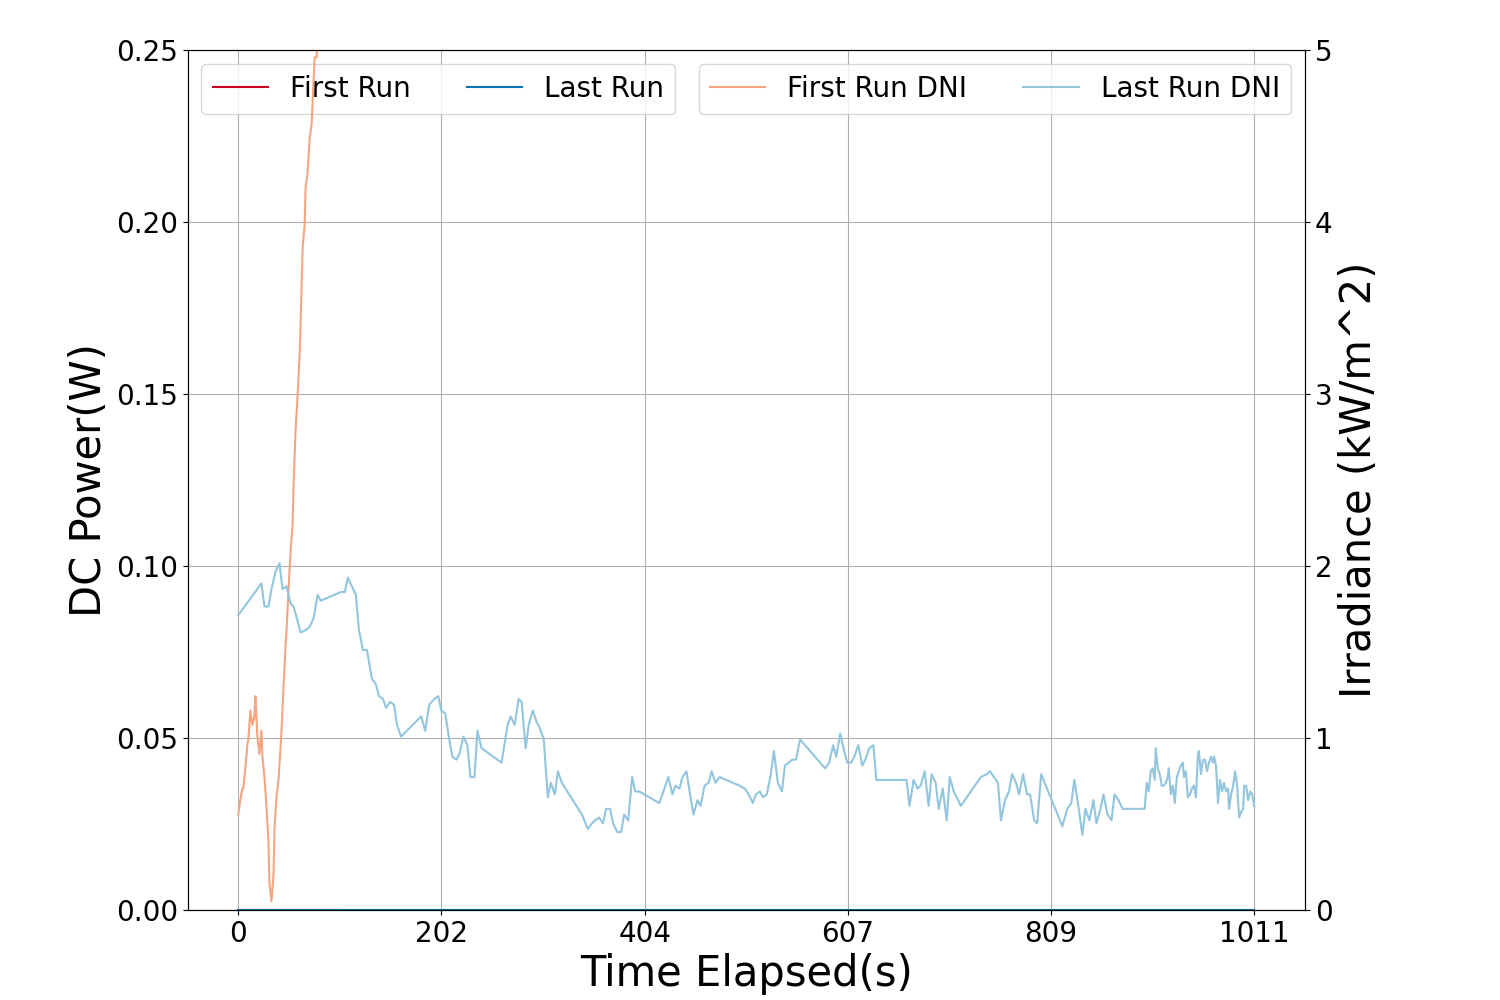 First Run
Last Run
First Run DNI
Last Run DNI
0.25
0.20
0.15
0.10
0.05
0.00
DC Power(W)
5
4
3
2
1
0
Irradiance (kW/m^2)
0 202 404 607 809 1011
Time Elapsed(s)